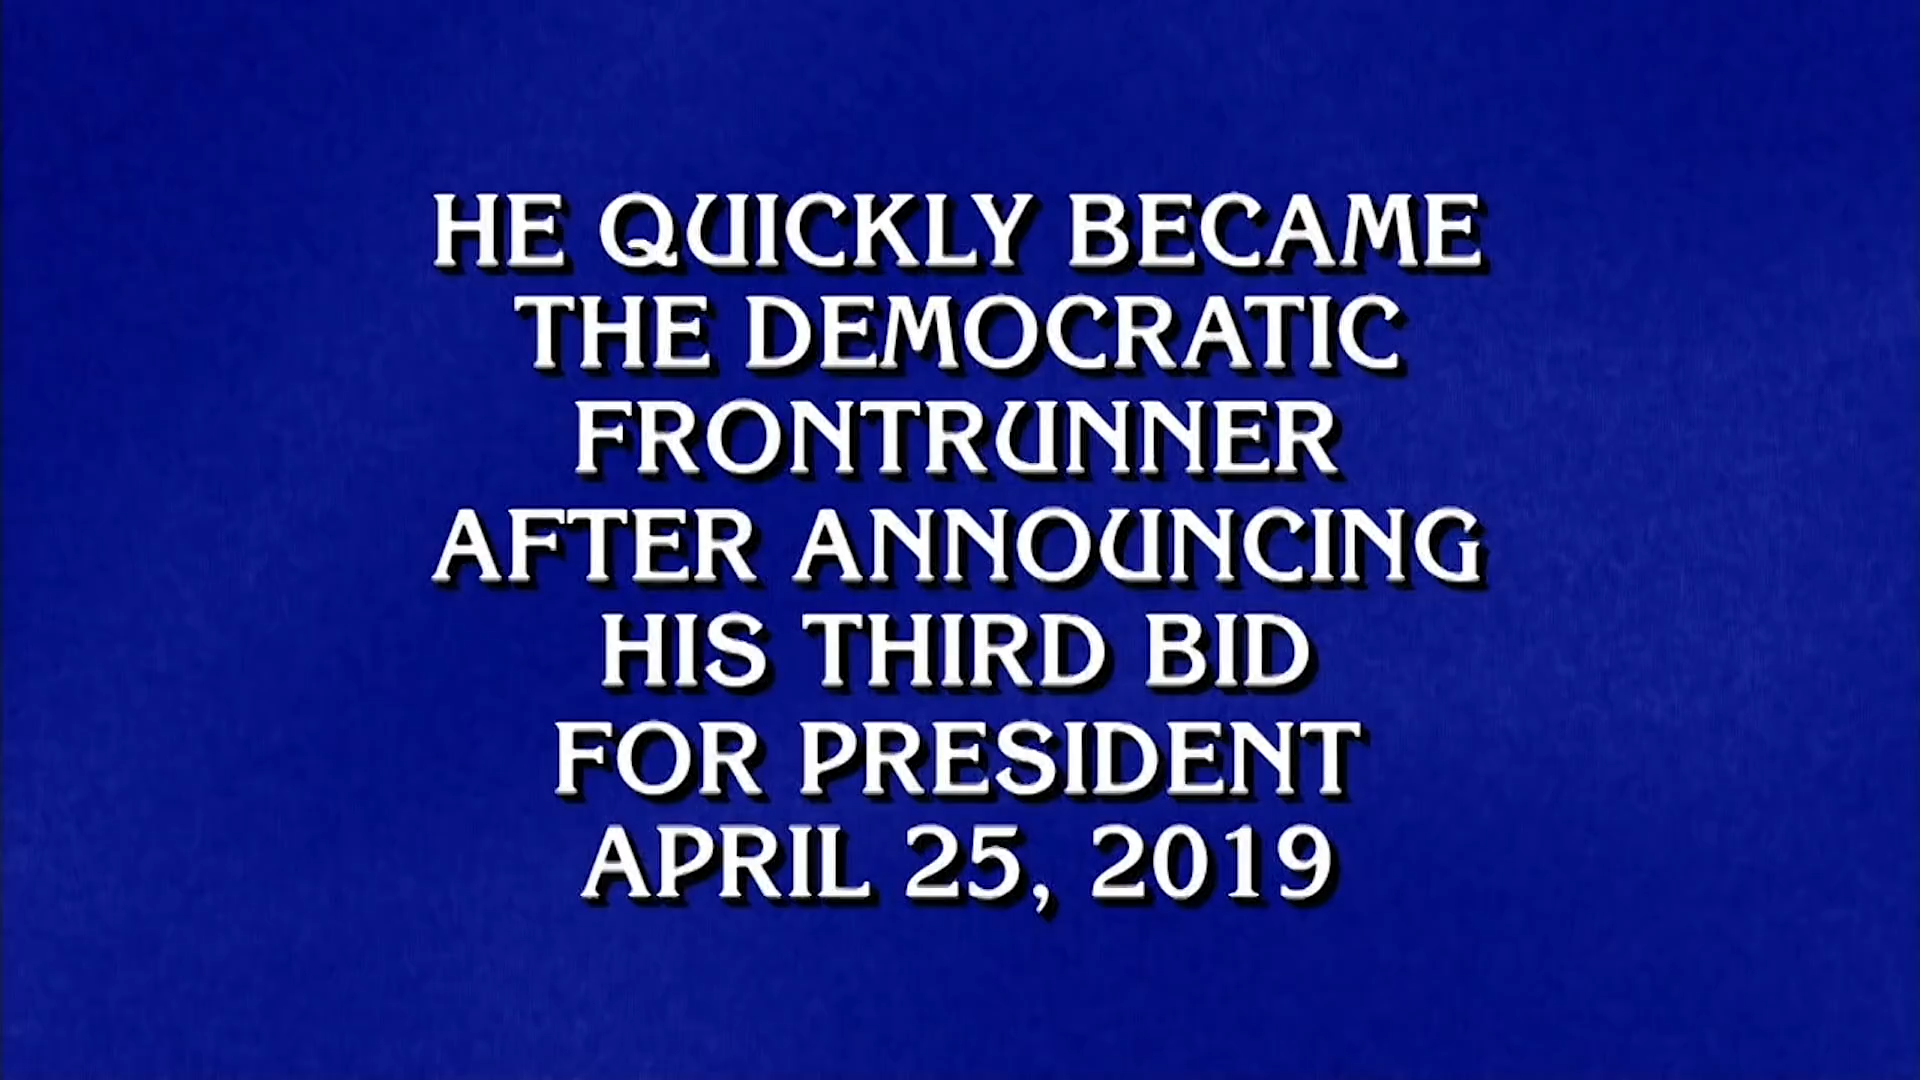 HE QUICKLY BECAME
THE DEMOCRATIC
FRONTRUNNER
AFTER ANNOUNCING
HIS THIRD BID
FOR PRESIDENT
APRIL 25, 2019